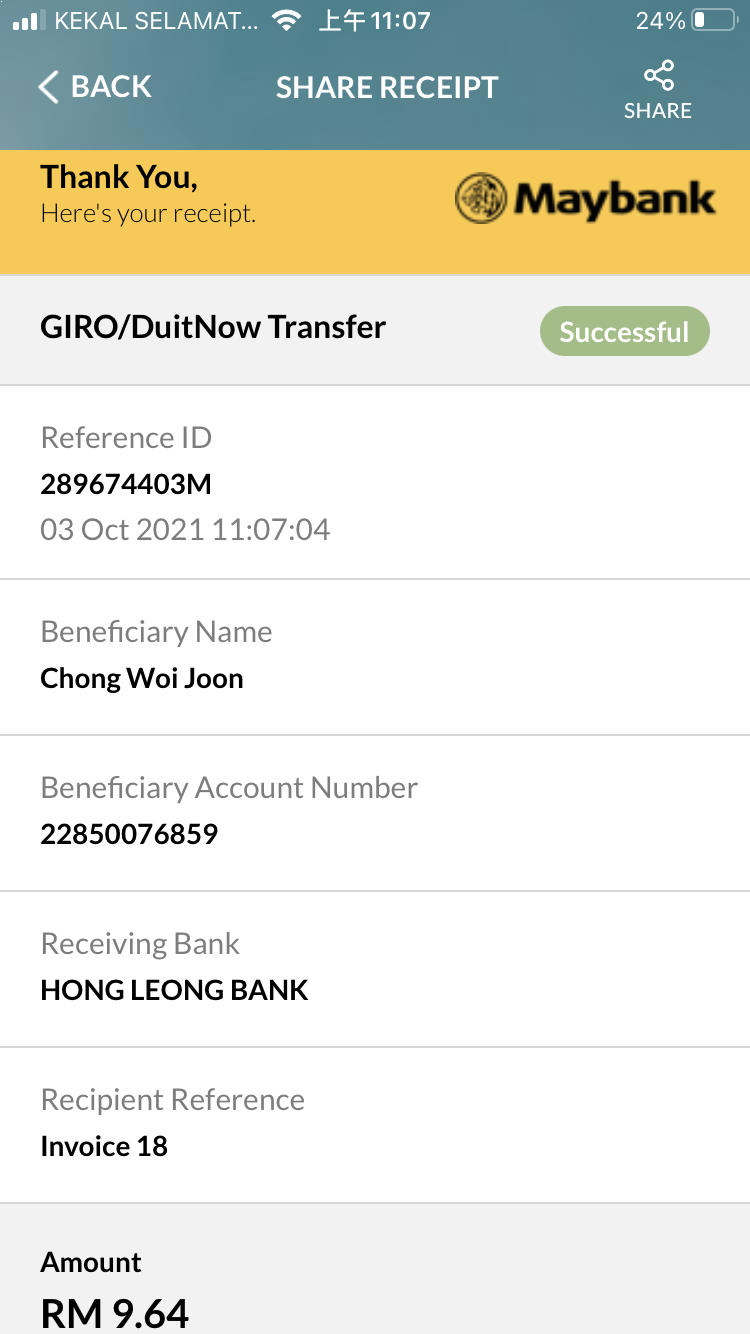 KEKAL SELAMAT... 上午11:07 24%
BACK SHARE RECEIPT SHARE
Thank You,
Here's your receipt.
Maybank
GIRO/DuitNow Transfer Successful
Reference ID
289674403M
03 Oct 2021 11:07:04
Beneficiary Name
Chong Woi Joon
Beneficiary Account Number
22850076859
Receiving Bank
HONG LEONG BANK
Recipient Reference
Invoice 18
Amount
RM 9.64